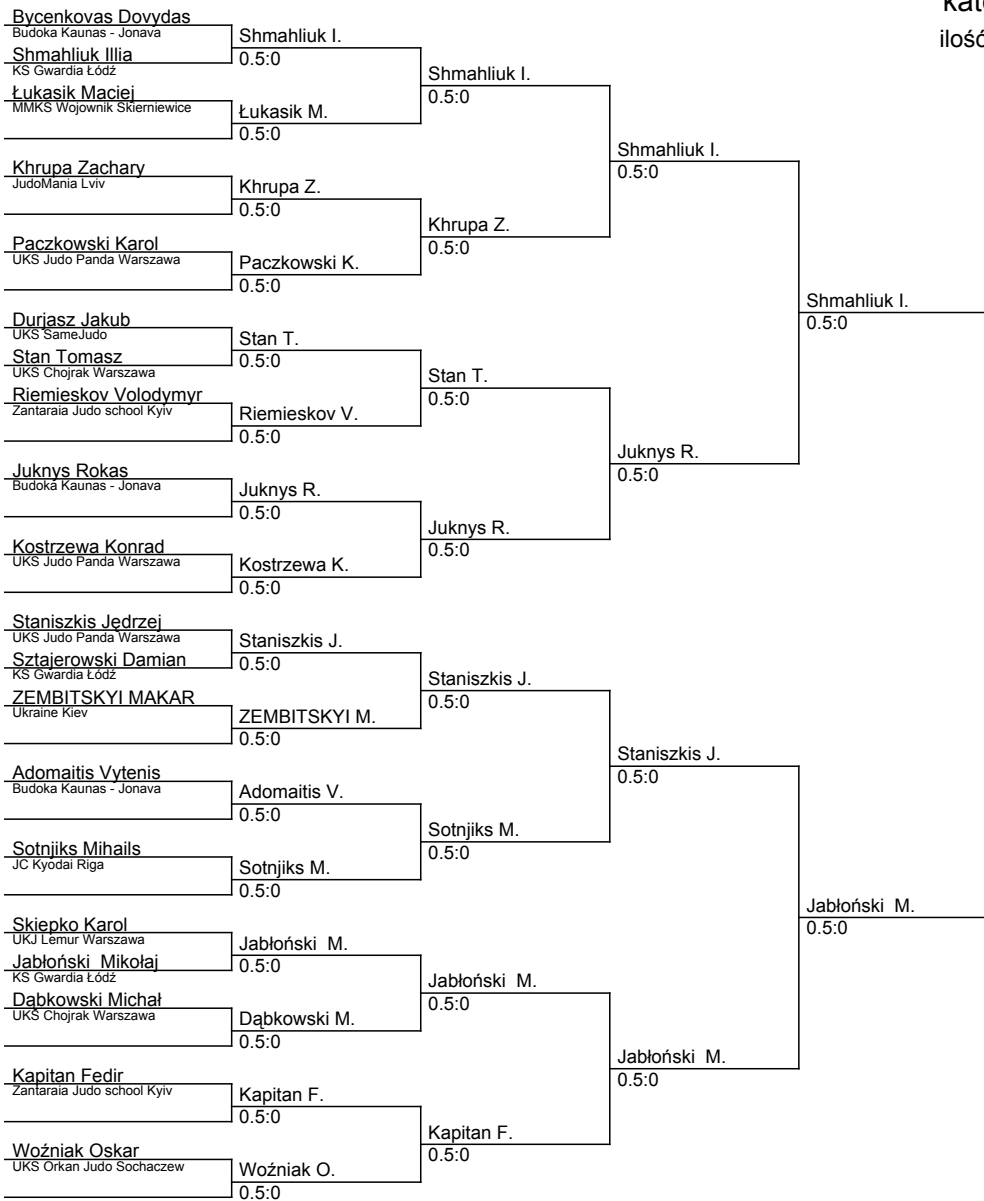 kate
ilość
Bycenkovas Dovydas
Budoka Kaunas - Jonava
Shmahliuk Illia
KS Gwardia Łódź
Łukasik Maciej
MMKS Wojownik Skierniewice
Khrupa Zachary
JudoMania Lviv
Paczkowski Karol
UKS Judo Panda Warszawa
Durjasz Jakub
UKS SameJudo
Stan Tomasz
UKS Chojrak Warszawa
Riemieskov Volodymyr
Zantaraia Judo school Kyiv
Juknys Rokas
Budoka Kaunas - Jonava
Kostrzewa Konrad
UKS Judo Panda Warszawa
Staniszkis Jędrzej
UKS Judo Panda Warszawa
Sztajerowski Damian
KS Gwardia Łódź
ZEMBITSKYI MAKAR
Ukraine Kiev
Adomaitis Vytenis
Budoka Kaunas - Jonava
Sotnjiks Mihails
JC Kyodai Riga
Skiepko Karol
UKJ Lemur Warszawa
Jabłoński  Mikołaj
KS Gwardia Łódź
Dąbkowski Michał
UKS Chojrak Warszawa
Kapitan Fedir
Zantaraia Judo school Kyiv
Woźniak Oskar
UKS Orkan Judo Sochaczew
Shmahliuk I.
0.5:0
Łukasik M.
0.5:0
Khrupa Z.
0.5:0
Paczkowski K.
0.5:0
Stan T.
0.5:0
Riemieskov V.
0.5:0
Juknys R.
0.5:0
Kostrzewa K.
0.5:0
Staniszkis J.
0.5:0
ZEMBITSKYI M.
0.5:0
Adomaitis V.
0.5:0
Sotnjiks M.
0.5:0
Jabłoński  M.
0.5:0
Dąbkowski M.
0.5:0
Kapitan F.
0.5:0
Woźniak O.
0.5:0
Shmahliuk I.
0.5:0
Khrupa Z.
0.5:0
Stan T.
0.5:0
Juknys R.
0.5:0
Staniszkis J.
0.5:0
Sotnjiks M.
0.5:0
Jabłoński  M.
0.5:0
Kapitan F.
0.5:0
Shmahliuk I.
0.5:0
Juknys R.
0.5:0
Staniszkis J.
0.5:0
Jabłoński  M.
0.5:0
Shmahliuk I.
0.5:0
Jabłoński  M.
0.5:0